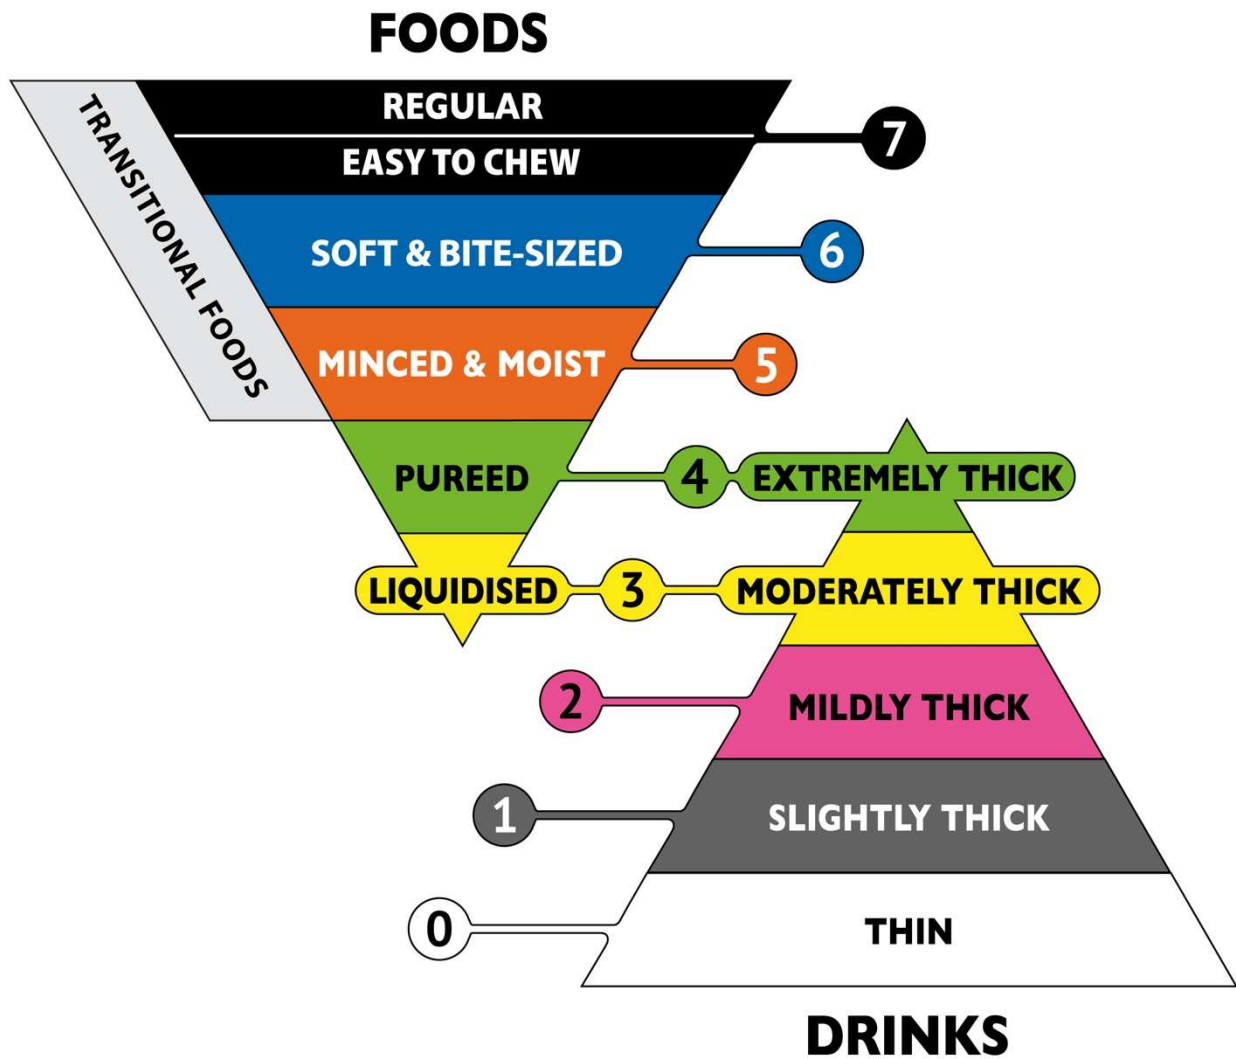 FOODS
REGULAR
EASY TO CHEW
7
TRANSITIONAL FOODS
SOFT & BITE-SIZED
6
MINCED & MOIST
5
PUREED
4
EXTREMELY THICK
LIQUIDISED
3
MODERATELY THICK
2
MILDLY THICK
1
SLIGHTLY THICK
0
THIN
DRINKS